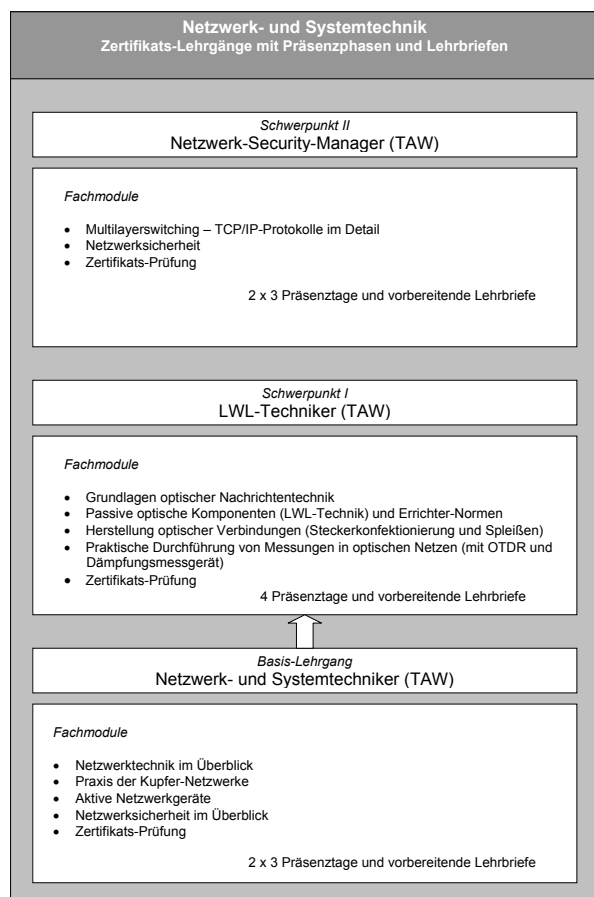 Netzwerk- und Systemtechnik
Zertifikats-Lehrgänge mit Präsenzphasen und Lehrbriefen
Schwerpunkt II
Netzwerk-Security-Manager (TAW)
Fachmodule
• Multilayerswitching – TCP/IP-Protokolle im Detail
• Netzwerksicherheit
• Zertifikats-Prüfung
2 x 3 Präsenztage und vorbereitende Lehrbriefe
Schwerpunkt I
LWL-Techniker (TAW)
Fachmodule
• Grundlagen optischer Nachrichtentechnik
• Passive optische Komponenten (LWL-Technik) und Errichter-Normen
• Herstellung optischer Verbindungen (Steckerkonfektionierung und Spleißen)
• Praktische Durchführung von Messungen in optischen Netzen (mit OTDR und
Dämpfungsmessgerät)
• Zertifikats-Prüfung
4 Präsenztage und vorbereitende Lehrbriefe
Basis-Lehrgang
Netzwerk- und Systemtechniker (TAW)
Fachmodule
• Netzwerktechnik im Überblick
• Praxis der Kupfer-Netzwerke
• Aktive Netzwerkgeräte
• Netzwerksicherheit im Überblick
• Zertifikats-Prüfung
2 x 3 Präsenztage und vorbereitende Lehrbriefe